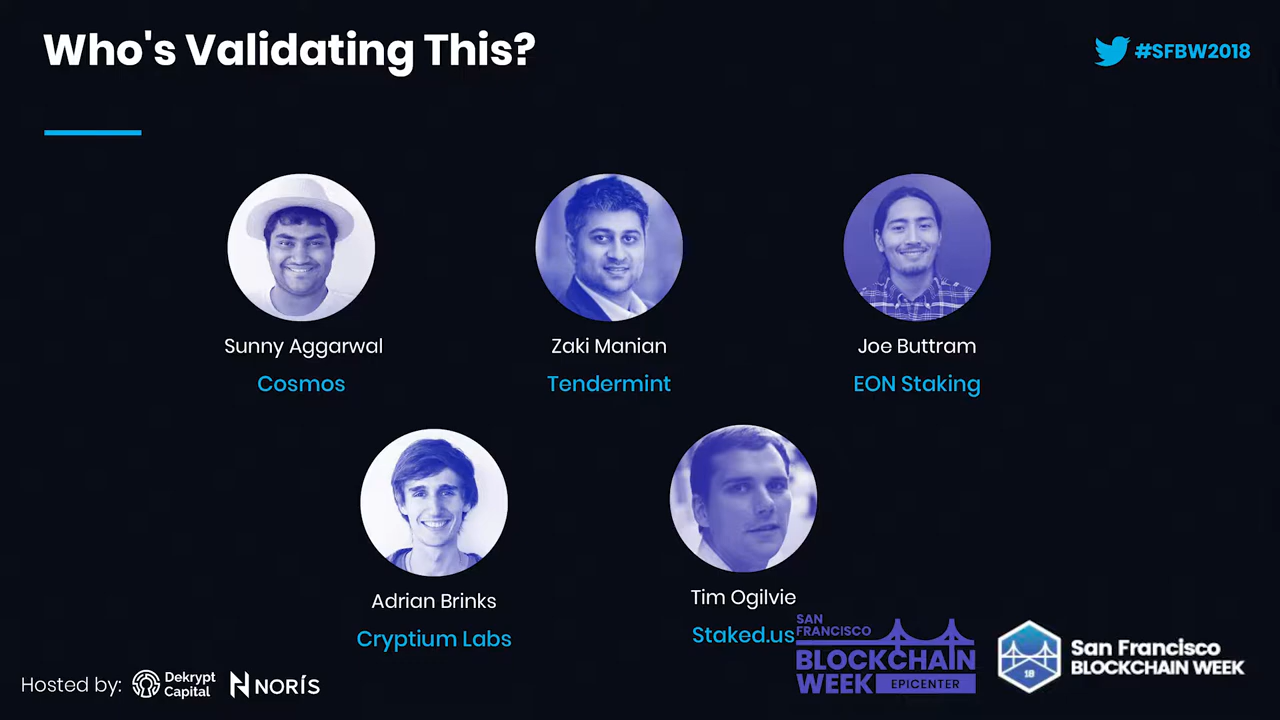 Who's Validating This?
#SFBW2018
Sunny Aggarwal
Cosmos
Zaki Manian
Tendermint
Joe Buttram
EON Staking
Adrian Brinks
Cryptium Labs
Tim Ogilvie
Staked.us
Hosted by:
Dekrypt
Capital
NORIS
SAN
FRANCISCO
BLOCKCHAIN
WEEK EPICENTER
18
San Francisco
BLOCKCHAIN WEEK